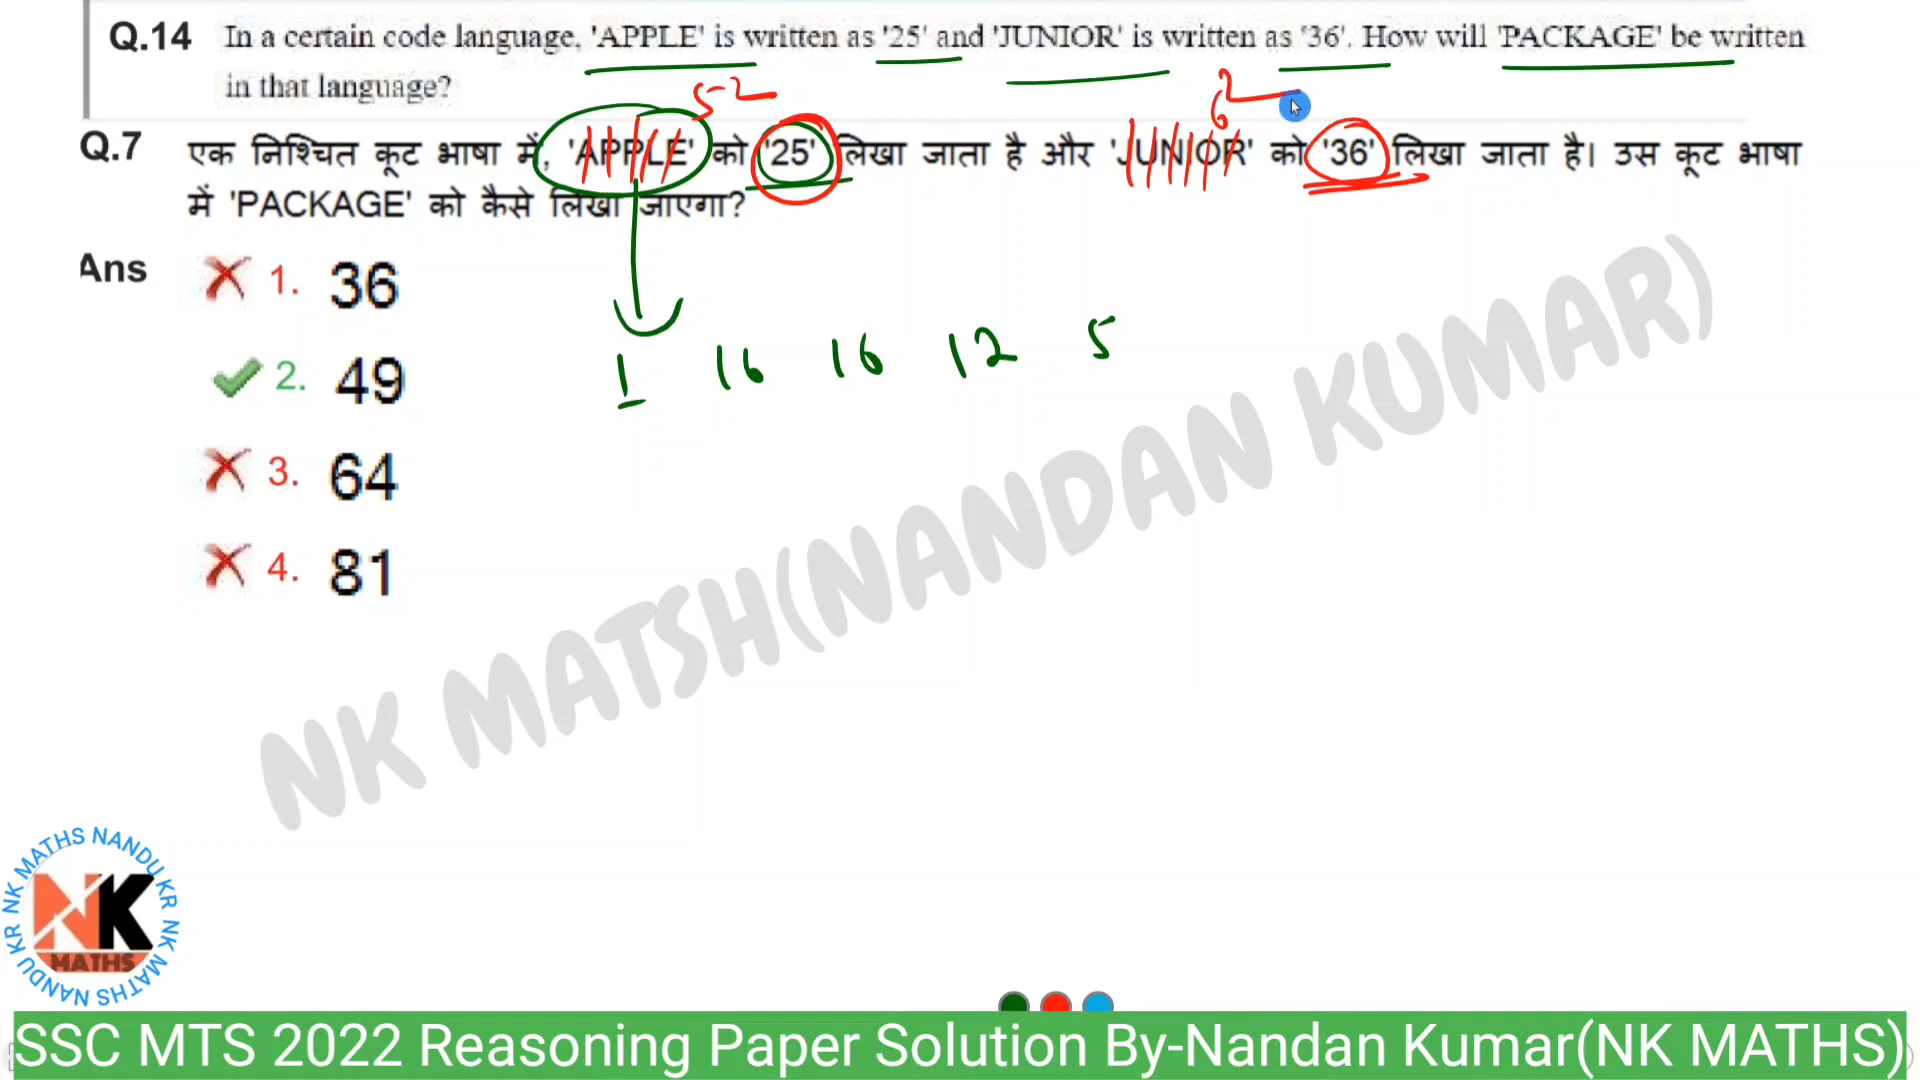 Q.14 In a certain code language, 'APPLE' is written as '25' and 'JUNIOR' is written as '36'. How will 'PACKAGE' be written
in that language?
5² 6²
Q.7 एक निश्चित कूट भाषा में, 'APPLE' को '25' लिखा जाता है और 'JUNIOR' को '36' लिखा जाता है। उस कूट भाषा
में 'PACKAGE' को कैसे लिखा जाएगा?
Ans 1. 36
2. 49
1 16 16 12 5
3. 64
4. 81
NK MATSH(NANDAN KUMAR)
NK MATHS NANDU KR NK MATHS NANDU KR
NK
MATHS
SSC MTS 2022 Reasoning Paper Solution By-Nandan Kumar(NK MATHS)